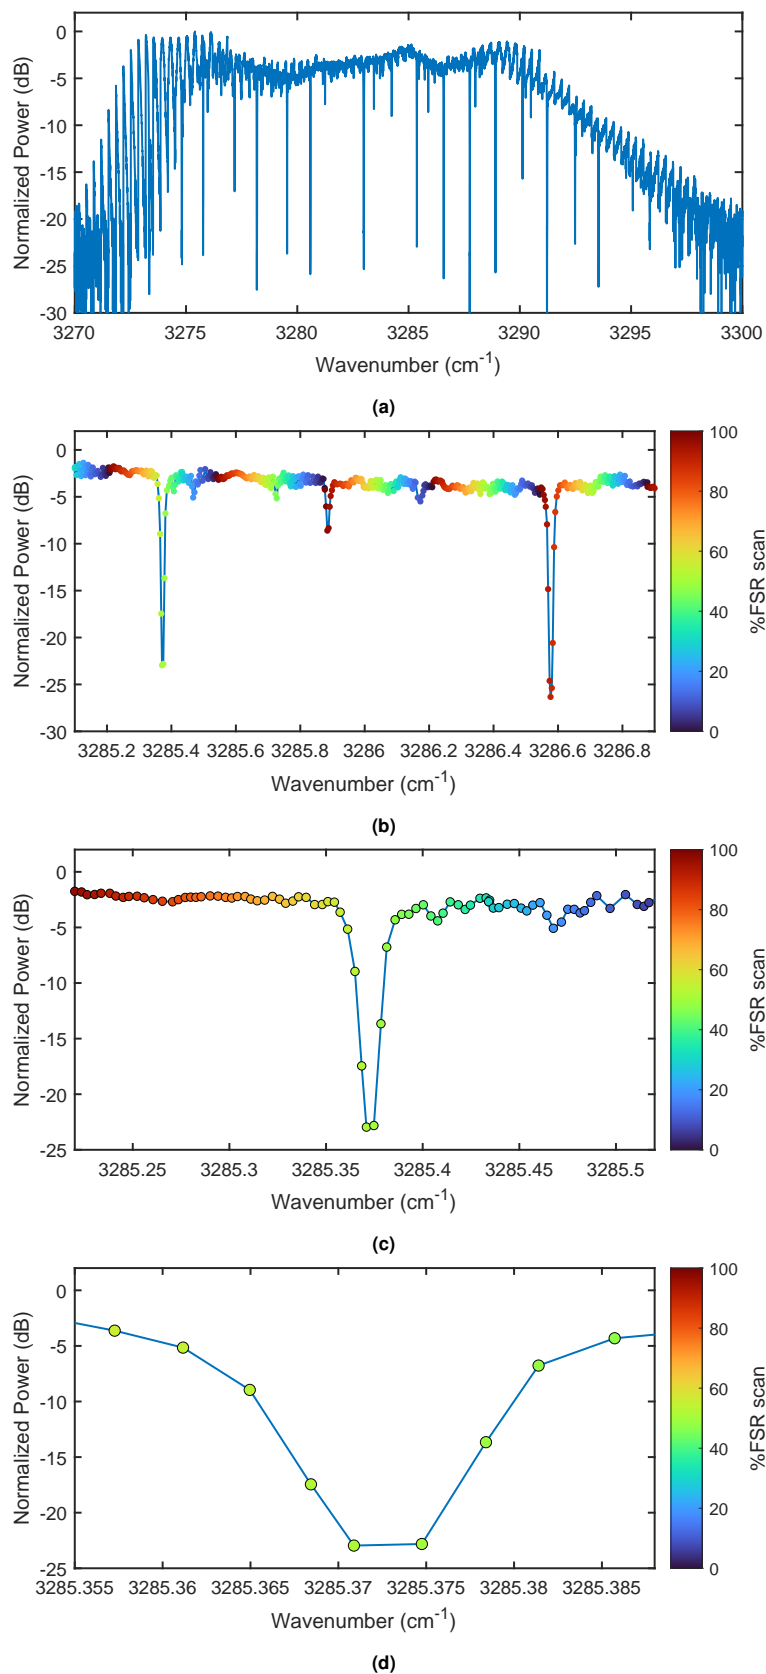 0
-5
-10
-15
-20
-25
-30
Normalized Power (dB)
3270 3275 3280 3285 3290 3295 3300
Wavenumber (cm-1)
(a)
0
-5
-10
-15
-20
-25
-30
Normalized Power (dB)
3285.2 3285.4 3285.6 3285.8 3286 3286.2 3286.4 3286.6 3286.8
Wavenumber (cm-1)
100
80
60
40
20
0
%FSR scan
(b)
0
-5
-10
-15
-20
-25
Normalized Power (dB)
3285.25 3285.3 3285.35 3285.4 3285.45 3285.5
Wavenumber (cm-1)
100
80
60
40
20
0
%FSR scan
(c)
0
-5
-10
-15
-20
-25
Normalized Power (dB)
3285.355 3285.36 3285.365 3285.37 3285.375 3285.38 3285.385
Wavenumber (cm-1)
100
80
60
40
20
0
%FSR scan
(d)